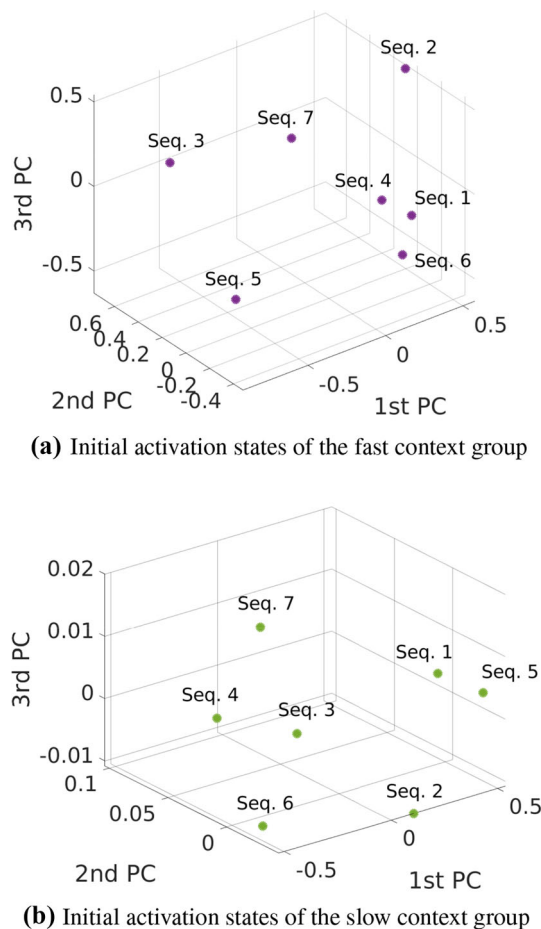 Seq. 2
0.5
Seq. 3
Seq. 7
0
Seq. 4
Seq. 1
3rd PC
-0.5
Seq. 5
Seq. 6
0.6
0.4
0.2
0
-0.2
-0.4
0.5
0
-0.5
2nd PC
1st PC
(a) Initial activation states of the fast context group
0.02
Seq. 7
0.01
Seq. 1
Seq. 5
3rd PC
0
Seq. 4
Seq. 3
-0.01
0.1
Seq. 6
Seq. 2
0.05
0
0.5
0
-0.5
2nd PC
1st PC
(b) Initial activation states of the slow context group